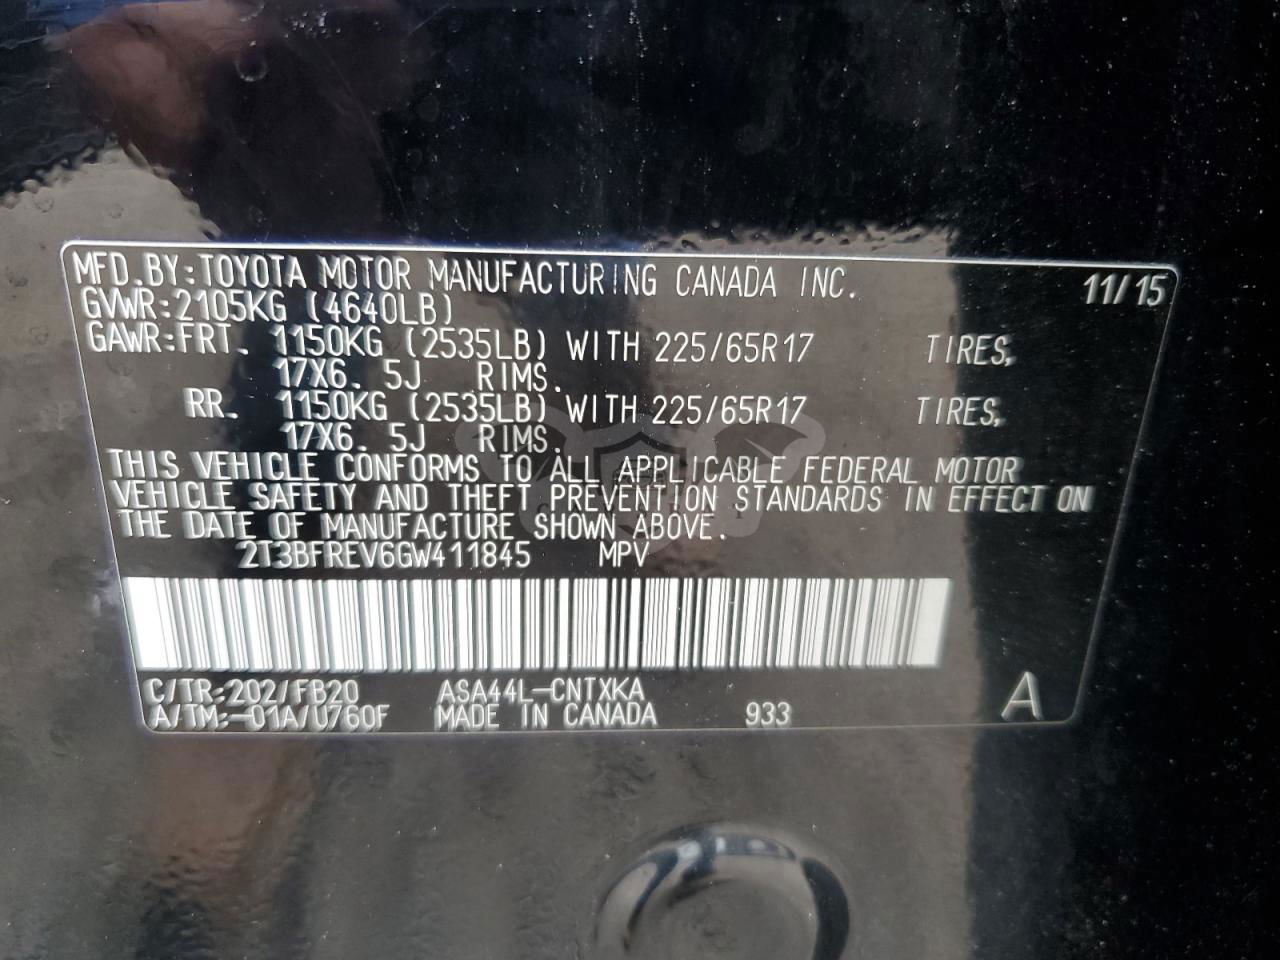 MFD.BY:TOYOTA MOTOR MANUFACTURING CANADA INC. 11/15
GVWR:2105KG (4640LB)
GAWR:FRT. 1150KG (2535LB) WITH 225/65R17 TIRES,
17X6.5J RIMS.
RR. 1150KG (2535LB) WITH 225/65R17 TIRES,
17X6.5J RIMS.
THIS VEHICLE CONFORMS TO ALL APPLICABLE FEDERAL MOTOR
VEHICLE SAFETY AND THEFT PREVENTION STANDARDS IN EFFECT ON
THE DATE OF MANUFACTURE SHOWN ABOVE.
2T3BFREV6GW411845 MPV
C/TR:202/FB20 ASA44L-CNTXKA
A/TM:-01A/U760F MADE IN CANADA 933 A